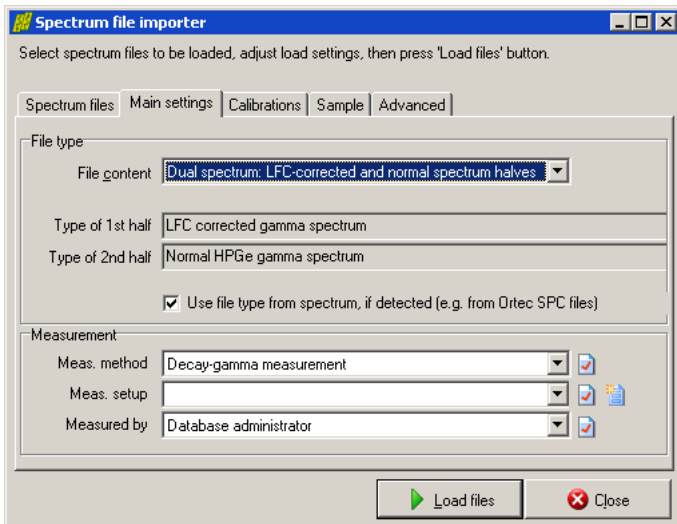 Spectrum file importer
Select spectrum files to be loaded, adjust load settings, then press 'Load files' button.
Spectrum files Main settings Calibrations Sample Advanced
File type
File content Dual spectrum: LFC-corrected and normal spectrum halves
Type of 1st half LFC corrected gamma spectrum
Type of 2nd half Normal HPGe gamma spectrum
Use file type from spectrum, if detected (e.g. from Ortec SPC files)
Measurement
Meas. method Decay-gamma measurement
Meas. setup
Measured by Database administrator
Load files Close